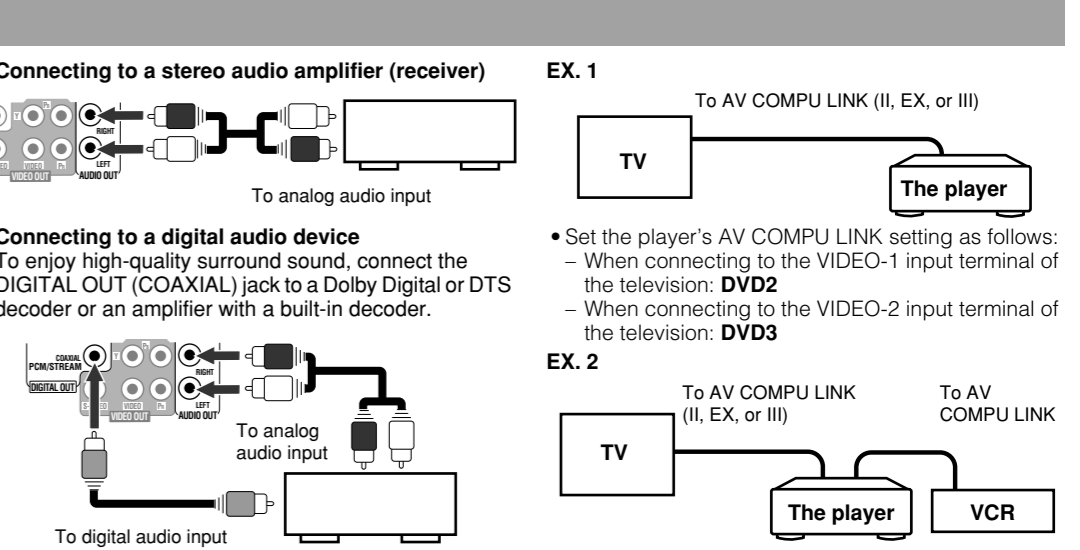 Connecting to a stereo audio amplifier (receiver)
Y
PB
RIGHT
VIDEO
PR
LEFT
VIDEO OUT
AUDIO OUT
To analog audio input
Connecting to a digital audio device
To enjoy high-quality surround sound, connect the
DIGITAL OUT (COAXIAL) jack to a Dolby Digital or DTS
decoder or an amplifier with a built-in decoder.
COAXIAL
PCM/STREAM
DIGITAL OUT
Y
PB
RIGHT
S-VIDEO
VIDEO
PR
LEFT
VIDEO OUT
AUDIO OUT
To analog
audio input
To digital audio input
EX. 1
To AV COMPU LINK (II, EX, or III)
TV
The player
• Set the player's AV COMPU LINK setting as follows:
– When connecting to the VIDEO-1 input terminal of
the television: DVD2
– When connecting to the VIDEO-2 input terminal of
the television: DVD3
EX. 2
To AV COMPU LINK
(II, EX, or III)
To AV
COMPU LINK
TV
The player
VCR